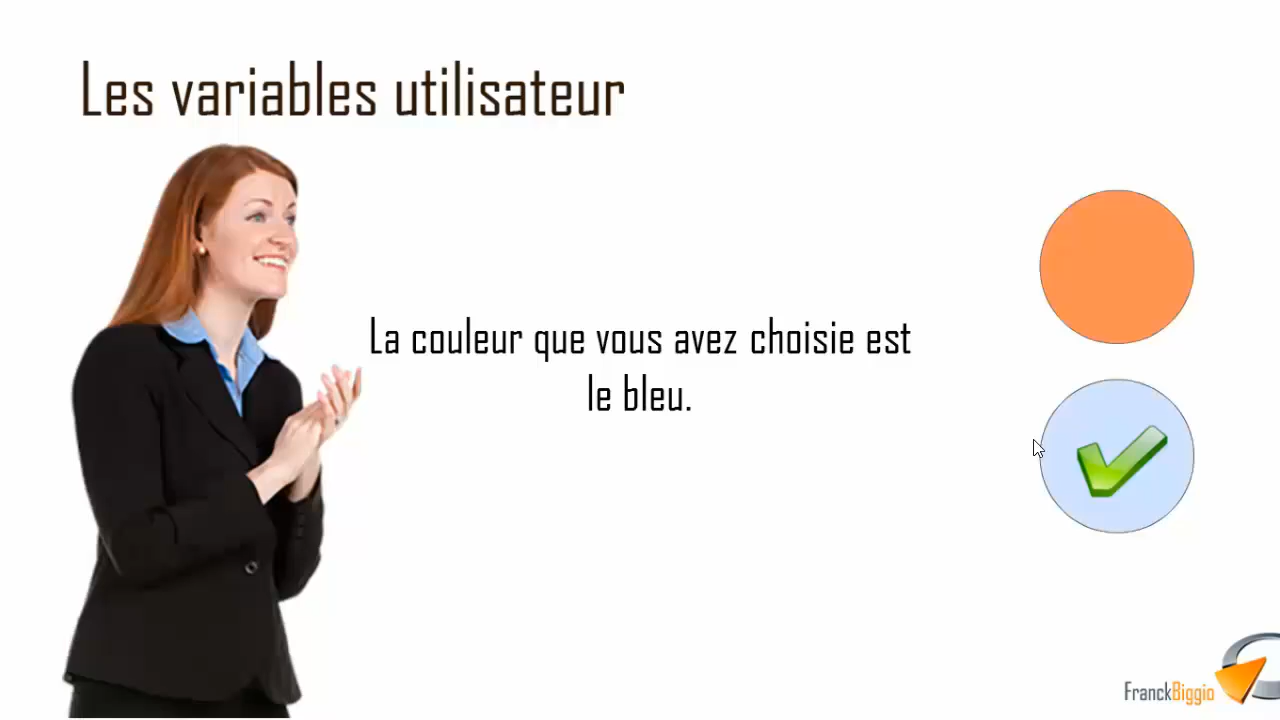 Les variables utilisateur
La couleur que vous avez choisie est
le bleu.
FranckBiggio